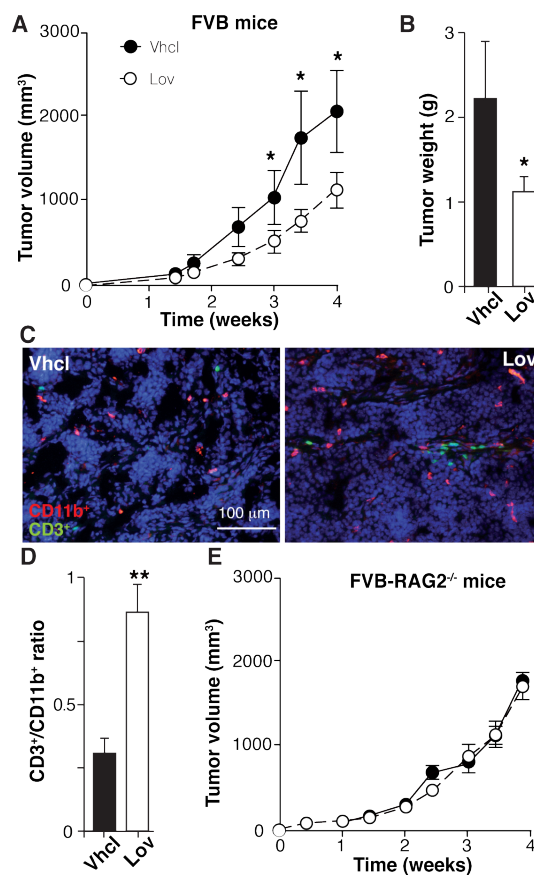 A
FVB mice
Vhcl
Lov
*
*
*
Tumor volume (mm³)
3000
2000
1000
0
0
1
2
3
4
Time (weeks)
B
Tumor weight (g)
3
2
1
0
*
Vhcl
Lov
C
Vhcl
Lov
CD11b⁺
CD3⁺
100 μm
D
CD3⁺/CD11b⁺ ratio
1
0.5
0
**
Vhcl
Lov
E
FVB-RAG2⁻/⁻ mice
Tumor volume (mm³)
3000
2000
1000
0
0
1
2
3
4
Time (weeks)